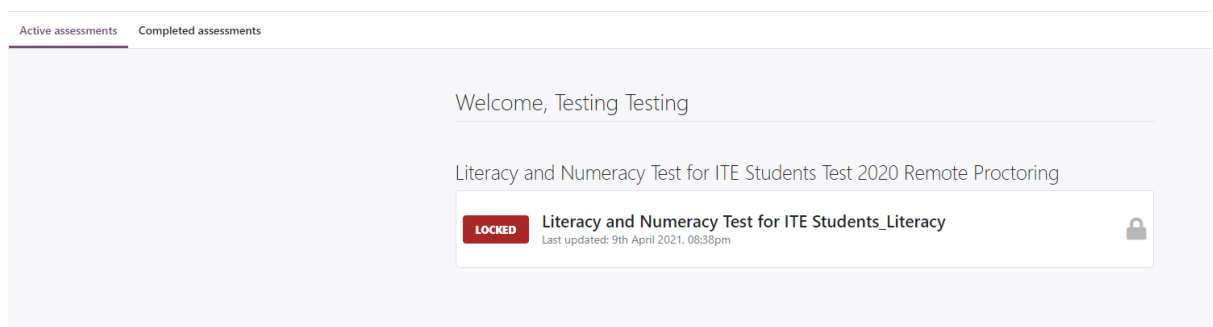 Active assessments Completed assessments
Welcome, Testing Testing
Literacy and Numeracy Test for ITE Students Test 2020 Remote Proctoring
LOCKED
Literacy and Numeracy Test for ITE Students_Literacy
Last updated: 9th April 2021, 08:38pm